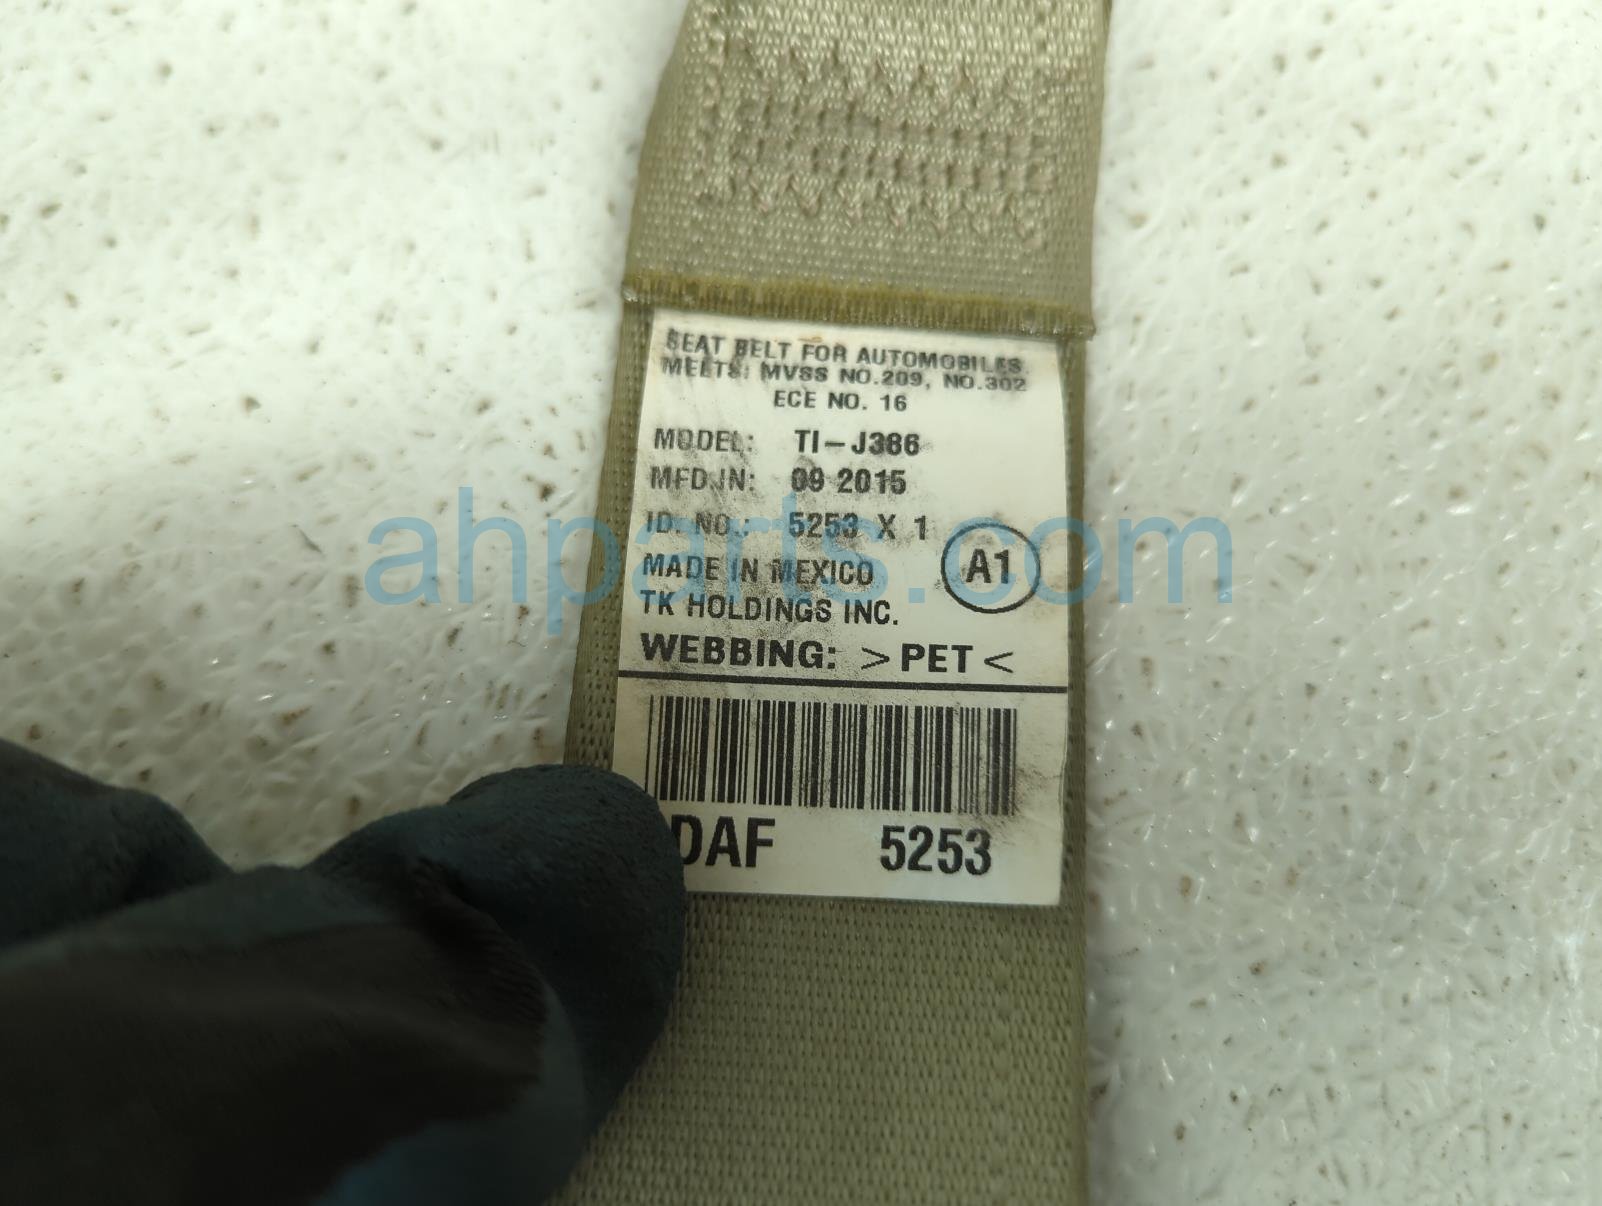 SEAT BELT FOR AUTOMOBILES.
MEETS: MVSS NO.209, NO.302
ECE NO. 16
MODEL: TI-J386
MFD.IN: 09 2015
ID. NO.: 5253 X 1
A1
MADE IN MEXICO
TK HOLDINGS INC.
WEBBING: >PET<
DAF 5253
ahparts.com